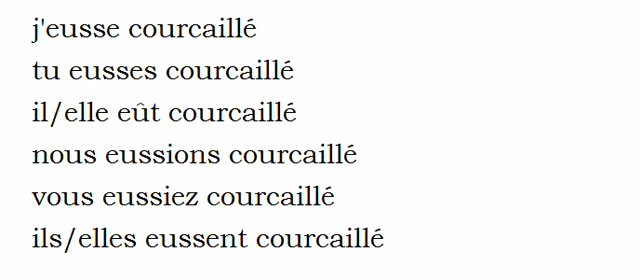 j'eusse courcaillé
tu eusses courcaillé
il/elle eût courcaillé
nous eussions courcaillé
vous eussiez courcaillé
ils/elles eussent courcaillé